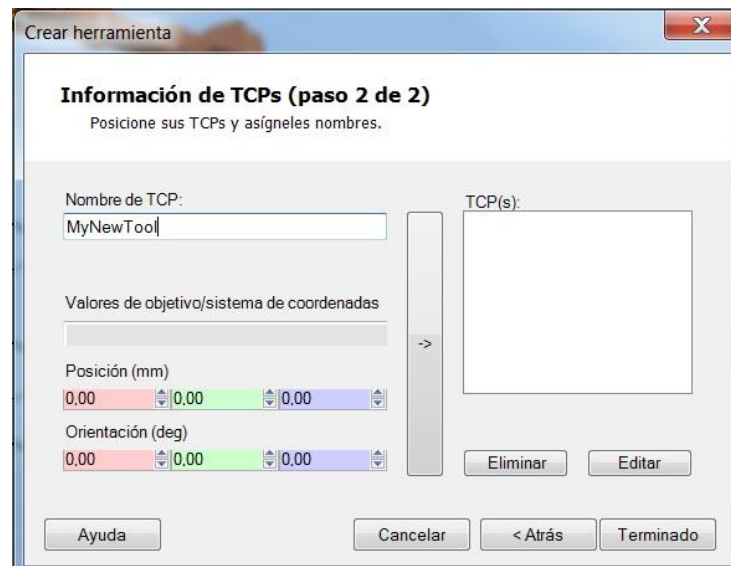 Crear herramienta
X
Información de TCPs (paso 2 de 2)
Posicione sus TCPs y asígneles nombres.
Nombre de TCP:
MyNewTool
TCP(s):
Valores de objetivo/sistema de coordenadas
->
Posición (mm)
0,00 0,00 0,00
Orientación (deg)
0,00 0,00 0,00
Eliminar Editar
Ayuda Cancelar < Atrás Terminado